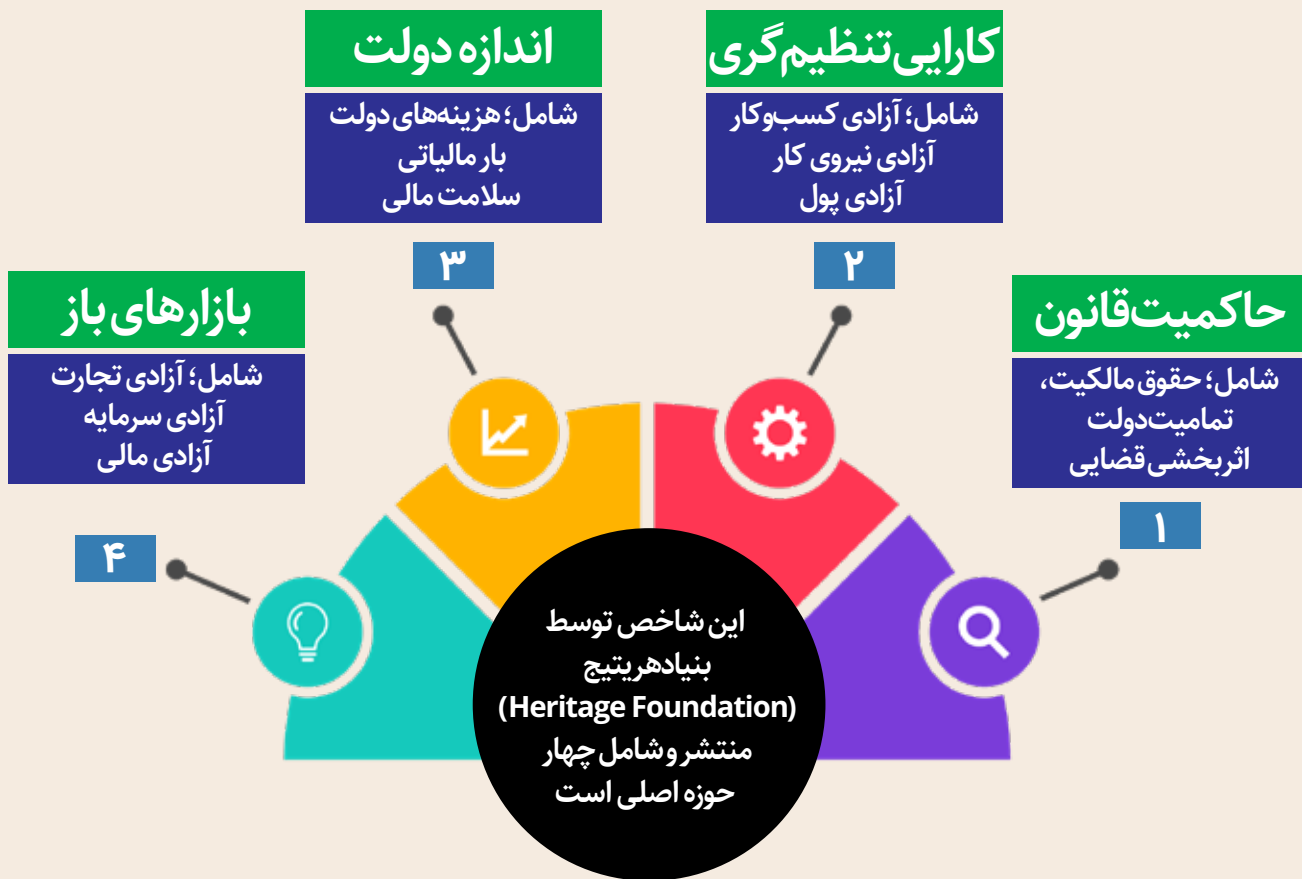 حاکمیت‌قانون
شامل؛ حقوق مالکیت،
تمامیت‌دولت
اثربخشی قضایی
۱
کارایی تنظیم‌گری
شامل؛ آزادی کسب‌وکار
آزادی نیروی کار
آزادی پول
۲
اندازه دولت
شامل؛ هزینه‌های دولت
بار مالیاتی
سلامت مالی
۳
بازارهای باز
شامل؛ آزادی تجارت
آزادی سرمایه
آزادی مالی
۴
این شاخص توسط
بنیاد هریتیج
(Heritage Foundation)
منتشر و شامل چهار
حوزه اصلی است